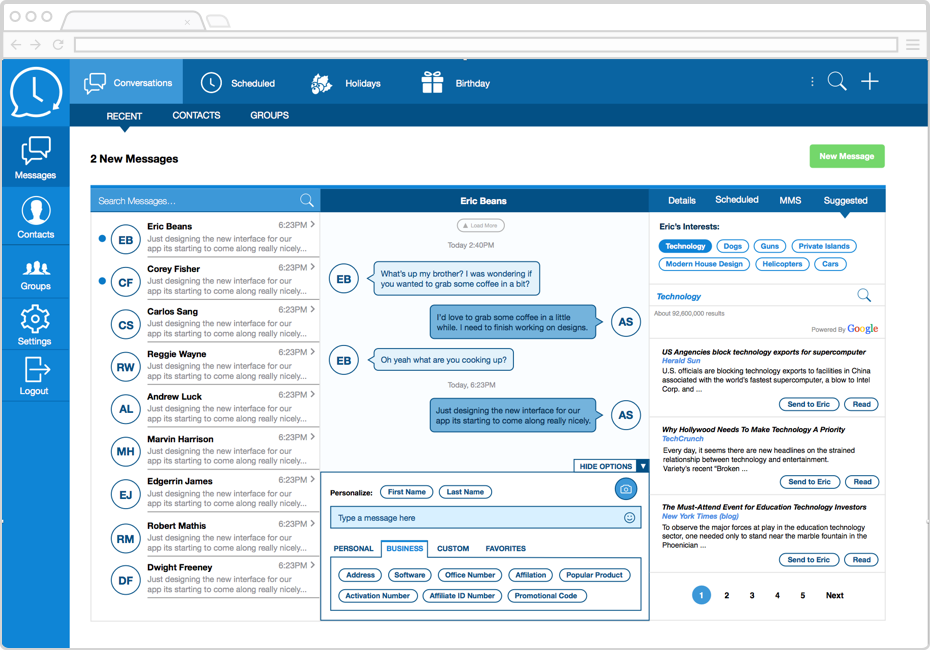 Conversations
Scheduled
Holidays
Birthday
RECENT
CONTACTS
GROUPS
Messages
Contacts
Groups
Settings
Logout
2 New Messages
New Message
Search Messages...
Eric Beans
6:23PM
EB
Just designing the new interface for our
app its starting to come along really nicely...
Corey Fisher
6:23PM
CF
Just designing the new interface for our
app its starting to come along really nicely...
Carlos Sang
6:23PM
CS
Just designing the new interface for our
app its starting to come along really nicely...
Reggie Wayne
6:23PM
RW
Just designing the new interface for our
app its starting to come along really nicely...
Andrew Luck
6:23PM
AL
Just designing the new interface for our
app its starting to come along really nicely...
Marvin Harrison
6:23PM
MH
Just designing the new interface for our
app its starting to come along really nicely...
Edgerrin James
6:23PM
EJ
Just designing the new interface for our
app its starting to come along really nicely...
Robert Mathis
6:23PM
RM
Just designing the new interface for our
app its starting to come along really nicely...
Dwight Freeney
6:23PM
DF
Just designing the new interface for our
app its starting to come along really nicely...
Eric Beans
Load More
Today 2:40PM
EB
What's up my brother? I was wondering if
you wanted to grab some coffee in a bit?
I'd love to grab some coffee in a little
while. I need to finish working on designs.
AS
EB
Oh yeah what are you cooking up?
Today, 6:23PM
Just designing the new interface for our
app its starting to come along really nicely.
AS
HIDE OPTIONS
Personalize:
First Name
Last Name
Type a message here
PERSONAL
BUSINESS
CUSTOM
FAVORITES
Address
Software
Office Number
Affilation
Popular Product
Activation Number
Affiliate ID Number
Promotional Code
Details
Scheduled
MMS
Suggested
Eric's Interests:
Technology
Dogs
Guns
Private Islands
Modern House Design
Helicopters
Cars
Technology
About 92,600,000 results
Powered By Google
US Angencies block technology exports for supercomputer
Herald Sun
U.S. officials are blocking technology exports to facilities in China
associated with the world's fastest supercomputer, a blow to Intel
Corp. and ...
Send to Eric
Read
Why Hollywood Needs To Make Technology A Priority
TechCrunch
Every day, it seems there are new headlines on the strained
relationship between technology and entertainment.
Variety's recent "Broken ...
Send to Eric
Read
The Must-Attend Event for Education Technology Investors
New York Times (blog)
To observe the major forces at play in the education technology
sector, one needed only to stand near the marble fountain in the
Phoenician ...
Send to Eric
Read
1
2
3
4
5
Next